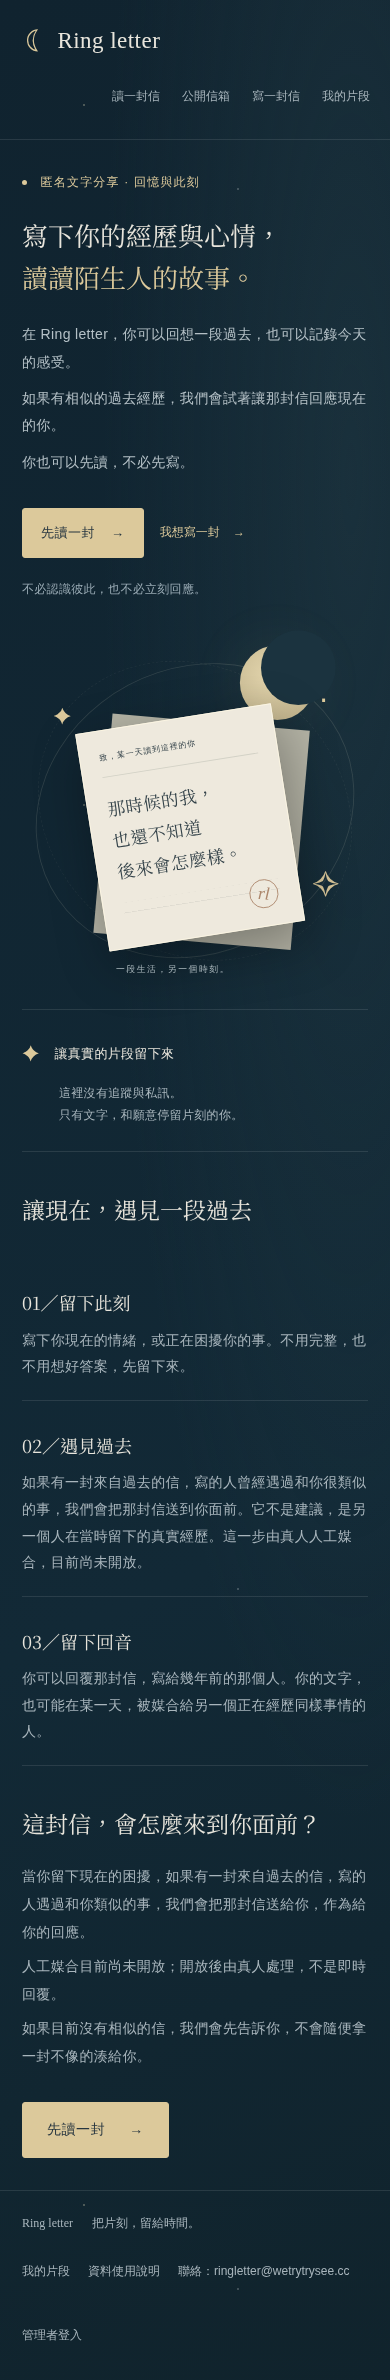 Ring letter
讀一封信 公開信箱 寫一封信 我的片段
匿名文字分享 · 回憶與此刻
寫下你的經歷與心情，
讀讀陌生人的故事。
在 Ring letter，你可以回想一段過去，也可以記錄今天
的感受。
如果有相似的過去經歷，我們會試著讓那封信回應現在
的你。
你也可以先讀，不必先寫。
先讀一封 → 我想寫一封 →
不必認識彼此，也不必立刻回應。
致，某一天讀到這裡的你
那時候的我，
也還不知道
後來會怎麼樣。
rl
一段生活，另一個時刻。
讓真實的片段留下來
這裡沒有追蹤與私訊。
只有文字，和願意停留片刻的你。
讓現在，遇見一段過去
01／留下此刻
寫下你現在的情緒，或正在困擾你的事。不用完整，也
不用想好答案，先留下來。
02／遇見過去
如果有一封來自過去的信，寫的人曾經遇過和你很類似
的事，我們會把那封信送到你面前。它不是建議，是另
一個人在當時留下的真實經歷。這一步由真人人工媒
合，目前尚未開放。
03／留下回音
你可以回覆那封信，寫給幾年前的那個人。你的文字，
也可能在某一天，被媒合給另一個正在經歷同樣事情的
人。
這封信，會怎麼來到你面前？
當你留下現在的困擾，如果有一封來自過去的信，寫的
人遇過和你類似的事，我們會把那封信送給你，作為給
你的回應。
人工媒合目前尚未開放；開放後由真人處理，不是即時
回覆。
如果目前沒有相似的信，我們會先告訴你，不會隨便拿
一封不像的湊給你。
先讀一封 →
Ring letter 把片刻，留給時間。
我的片段 資料使用說明 聯絡：ringletter@wetrytrysee.cc
管理者登入